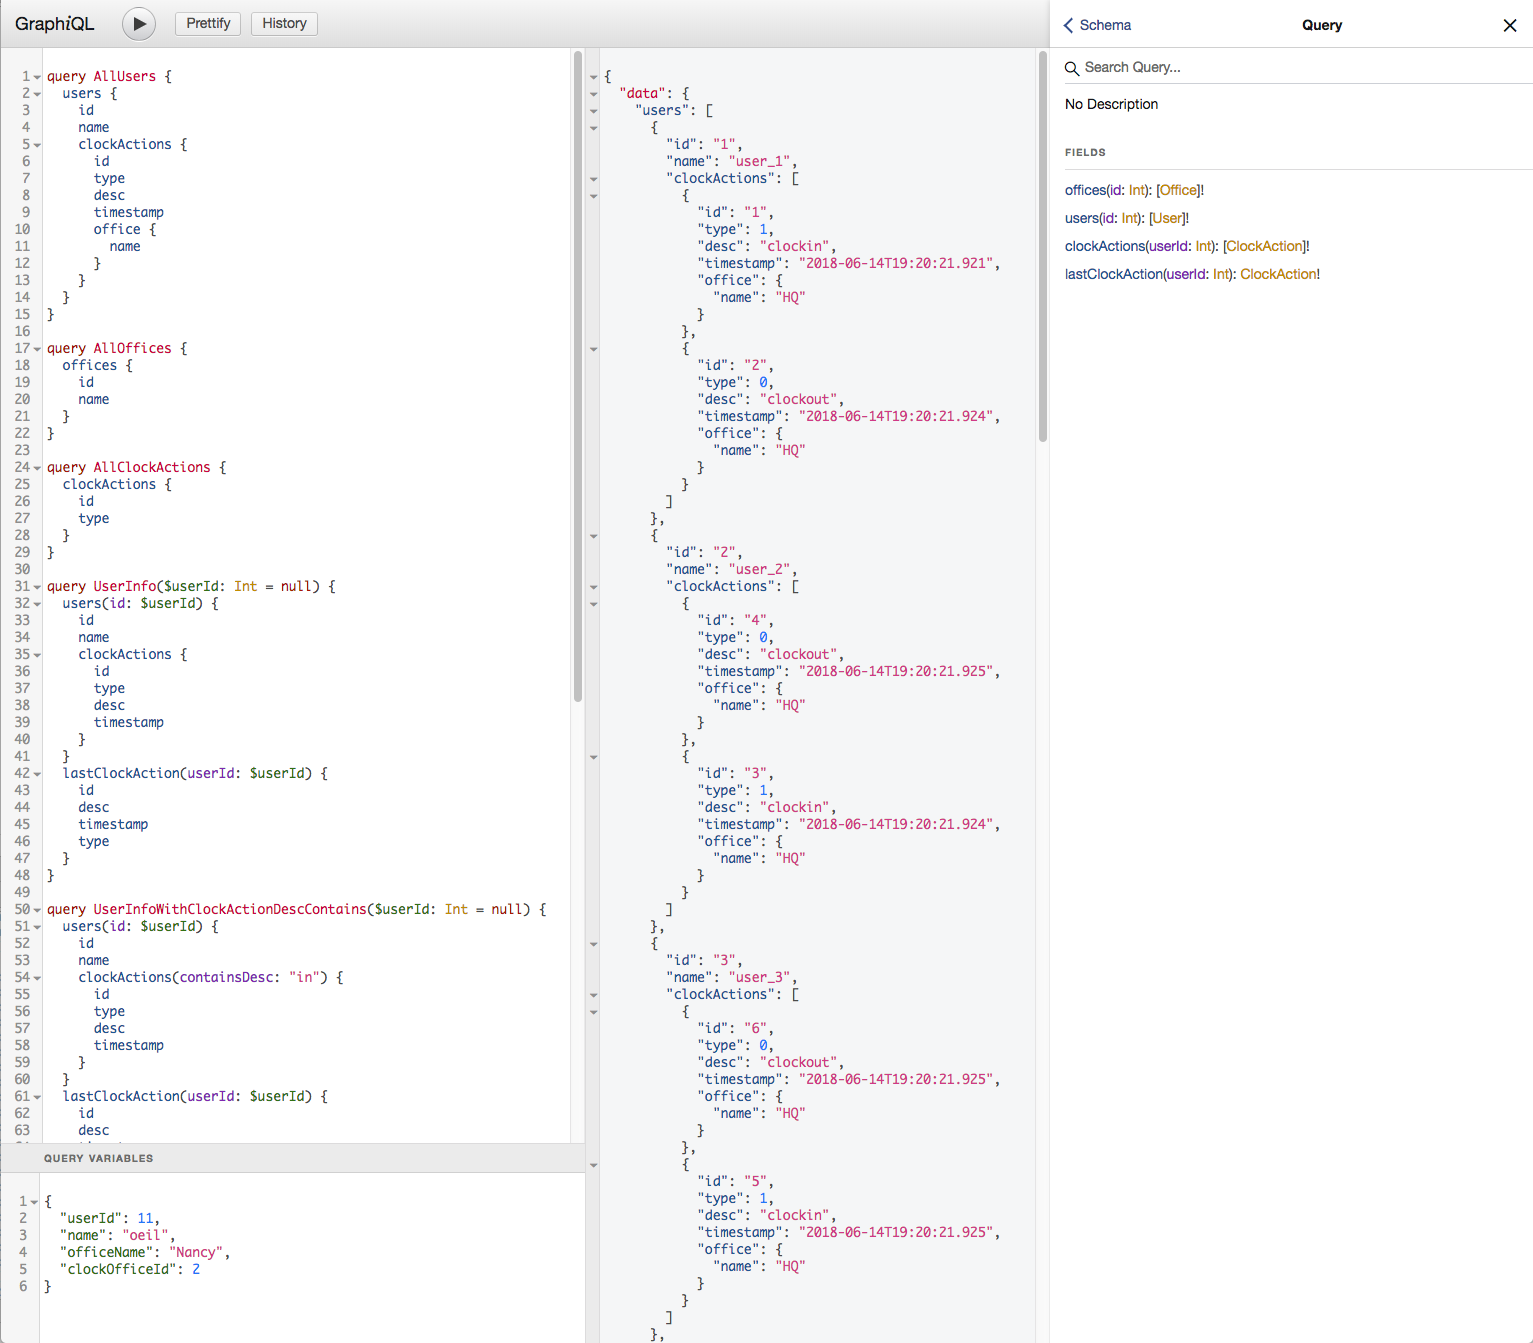 GraphiQL
Prettify
History
1 query AllUsers {
2 users {
3 id
4 name
5 clockActions {
6 id
7 type
8 desc
9 timestamp
10 office {
11 name
12 }
13 }
14 }
15 }
16
17 query AllOffices {
18 offices {
19 id
20 name
21 }
22 }
23
24 query AllClockActions {
25 clockActions {
26 id
27 type
28 }
29 }
30
31 query UserInfo($userId: Int = null) {
32 users(id: $userId) {
33 id
34 name
35 clockActions {
36 id
37 type
38 desc
39 timestamp
40 }
41 }
42 lastClockAction(userId: $userId) {
43 id
44 desc
45 timestamp
46 type
47 }
48 }
49
50 query UserInfoWithClockActionDescContains($userId: Int = null) {
51 users(id: $userId) {
52 id
53 name
54 clockActions(containsDesc: "in") {
55 id
56 type
57 desc
58 timestamp
59 }
60 }
61 lastClockAction(userId: $userId) {
62 id
63 desc
QUERY VARIABLES
1 {
2 "userId": 11,
3 "name": "oeil",
4 "officeName": "Nancy",
5 "clockOfficeId": 2
6 }
{
"data": {
"users": [
{
"id": "1",
"name": "user_1",
"clockActions": [
{
"id": "1",
"type": 1,
"desc": "clockin",
"timestamp": "2018-06-14T19:20:21.921",
"office": {
"name": "HQ"
}
},
{
"id": "2",
"type": 0,
"desc": "clockout",
"timestamp": "2018-06-14T19:20:21.924",
"office": {
"name": "HQ"
}
}
]
},
{
"id": "2",
"name": "user_2",
"clockActions": [
{
"id": "4",
"type": 0,
"desc": "clockout",
"timestamp": "2018-06-14T19:20:21.925",
"office": {
"name": "HQ"
}
},
{
"id": "3",
"type": 1,
"desc": "clockin",
"timestamp": "2018-06-14T19:20:21.924",
"office": {
"name": "HQ"
}
}
]
},
{
"id": "3",
"name": "user_3",
"clockActions": [
{
"id": "6",
"type": 0,
"desc": "clockout",
"timestamp": "2018-06-14T19:20:21.925",
"office": {
"name": "HQ"
}
},
{
"id": "5",
"type": 1,
"desc": "clockin",
"timestamp": "2018-06-14T19:20:21.925",
"office": {
"name": "HQ"
}
}
]
},
Schema
Query
Search Query...
No Description
FIELDS
offices(id: Int): [Office]!
users(id: Int): [User]!
clockActions(userId: Int): [ClockAction]!
lastClockAction(userId: Int): ClockAction!